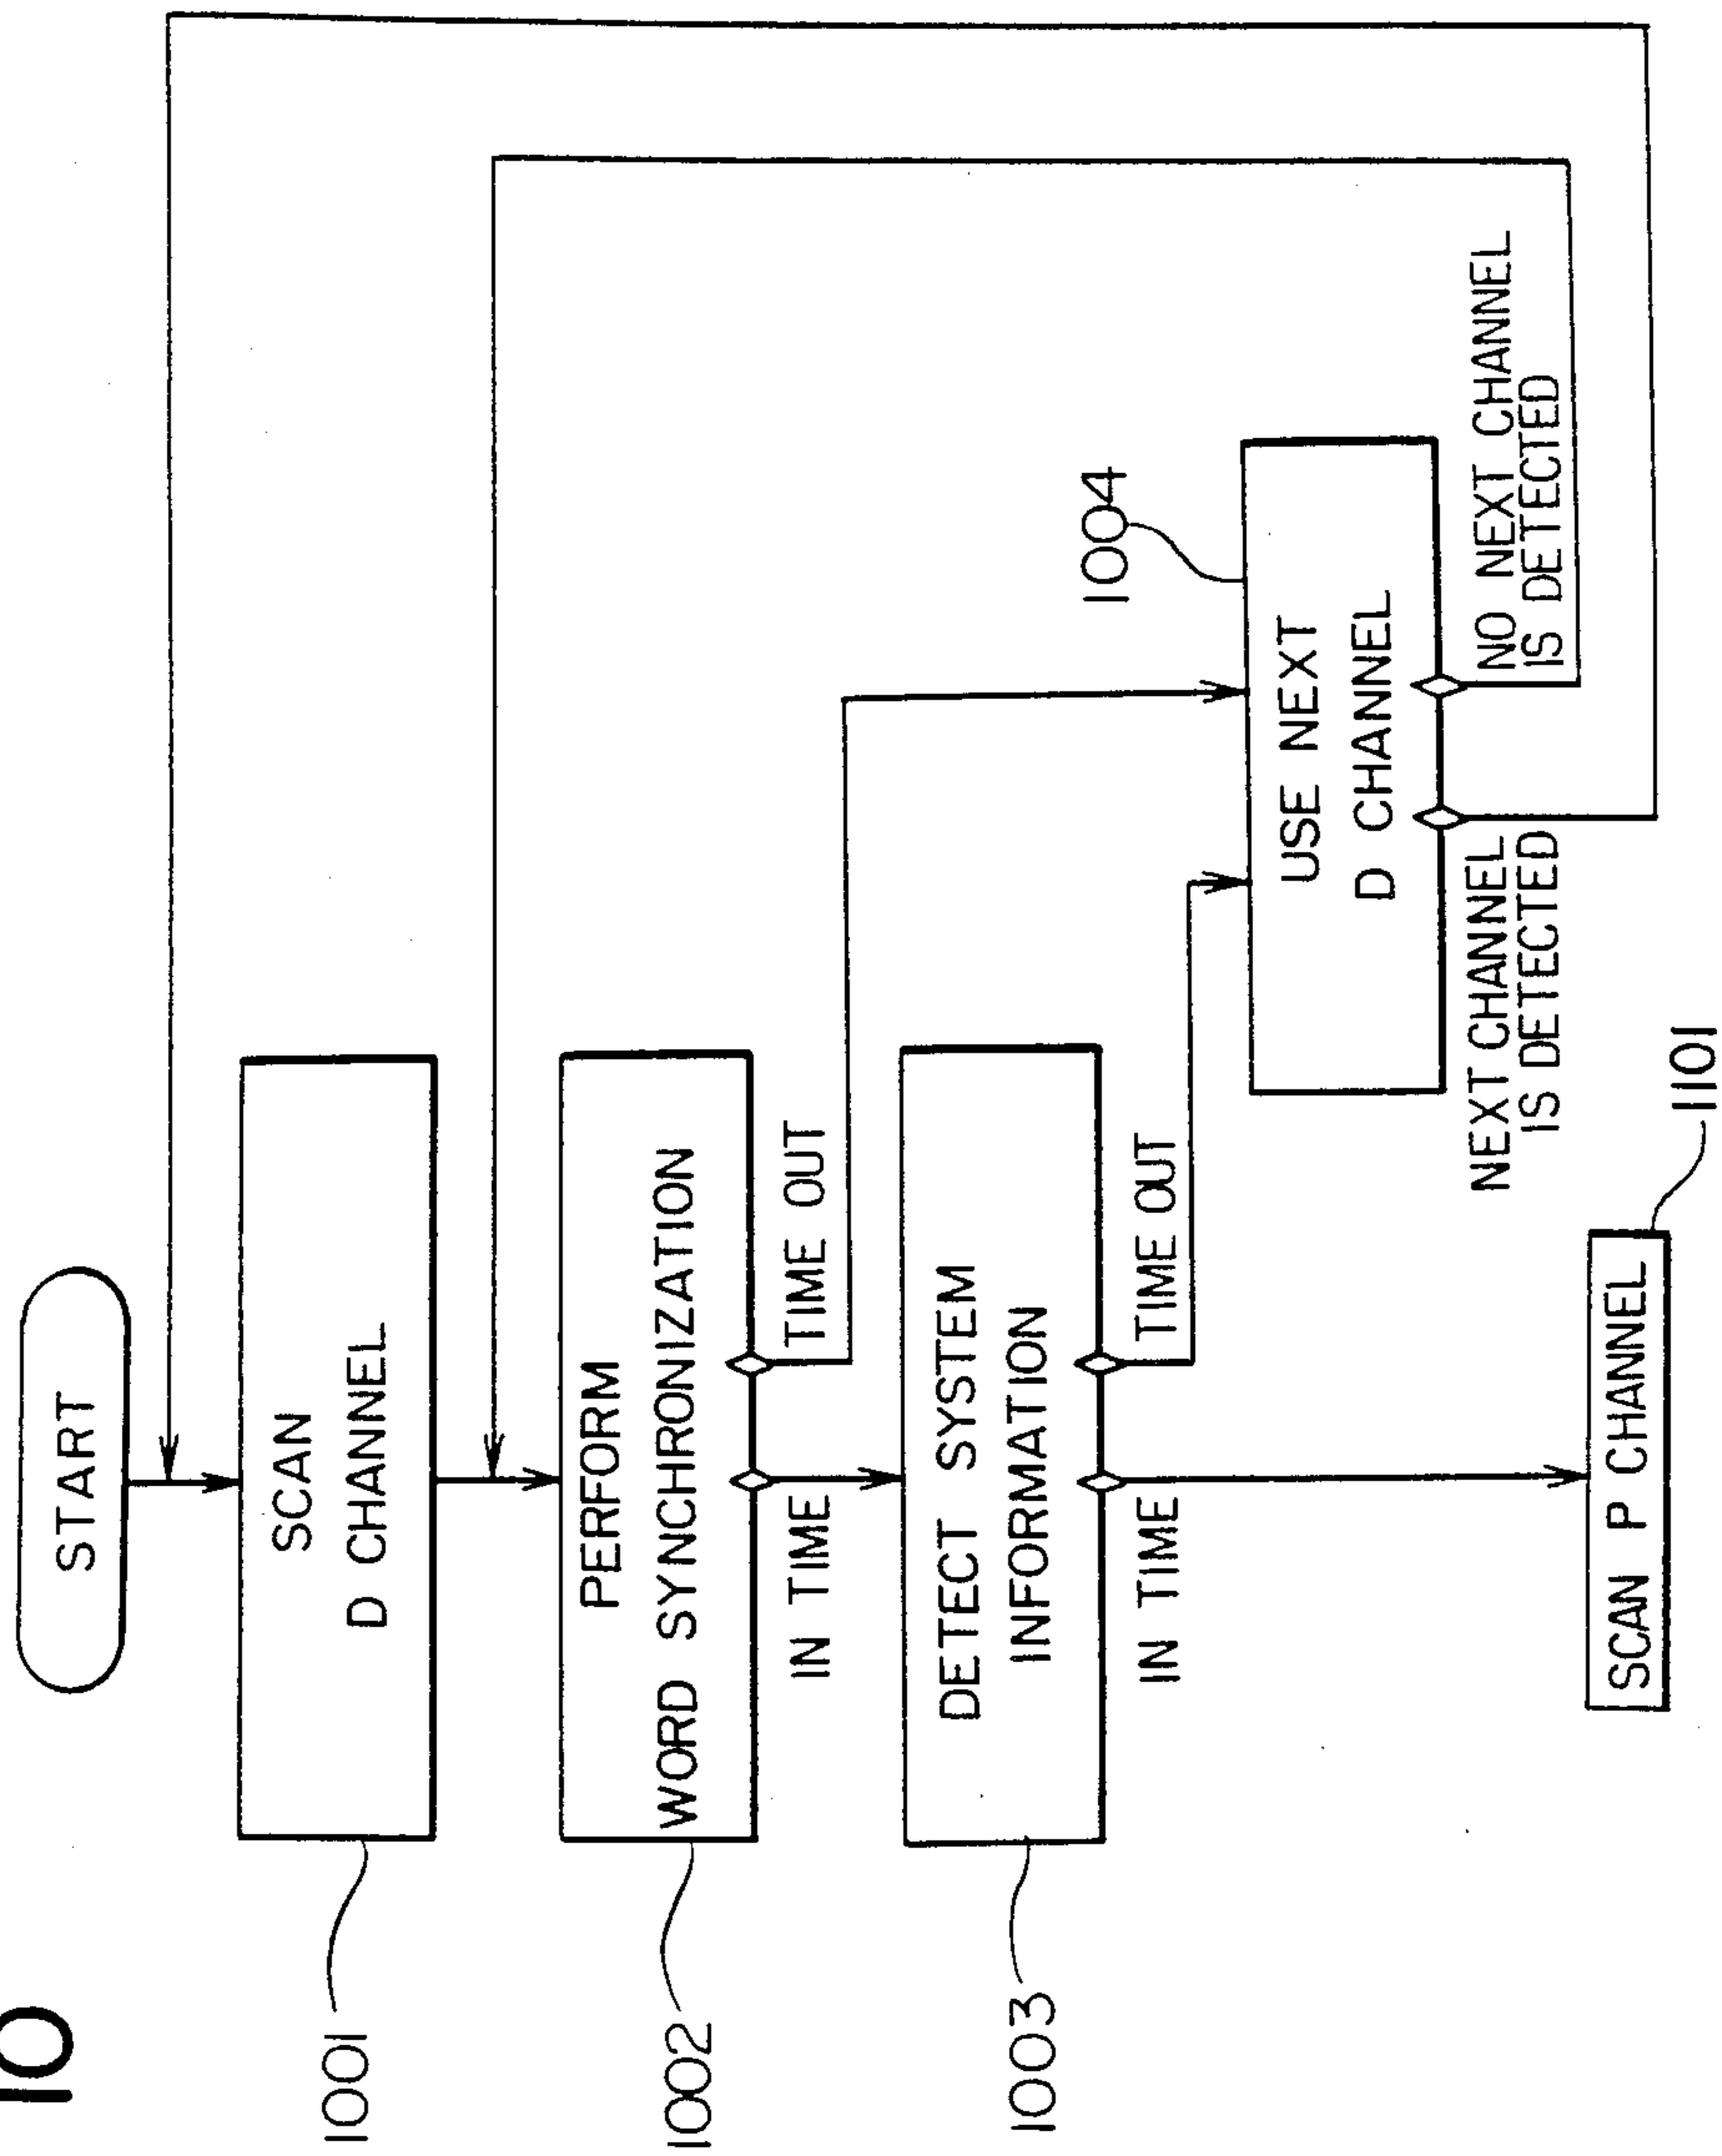 10
START
SCAN
D CHANNEL
1001
PERFORM
WORD SYNCHRONIZATION
1002
IN TIME
TIME OUT
DETECT SYSTEM
INFORMATION
1003
IN TIME
TIME OUT
1004
USE NEXT
D CHANNEL
NEXT CHANNEL
IS DETECTED
NO NEXT CHANNEL
IS DETECTED
SCAN P CHANNEL
1101